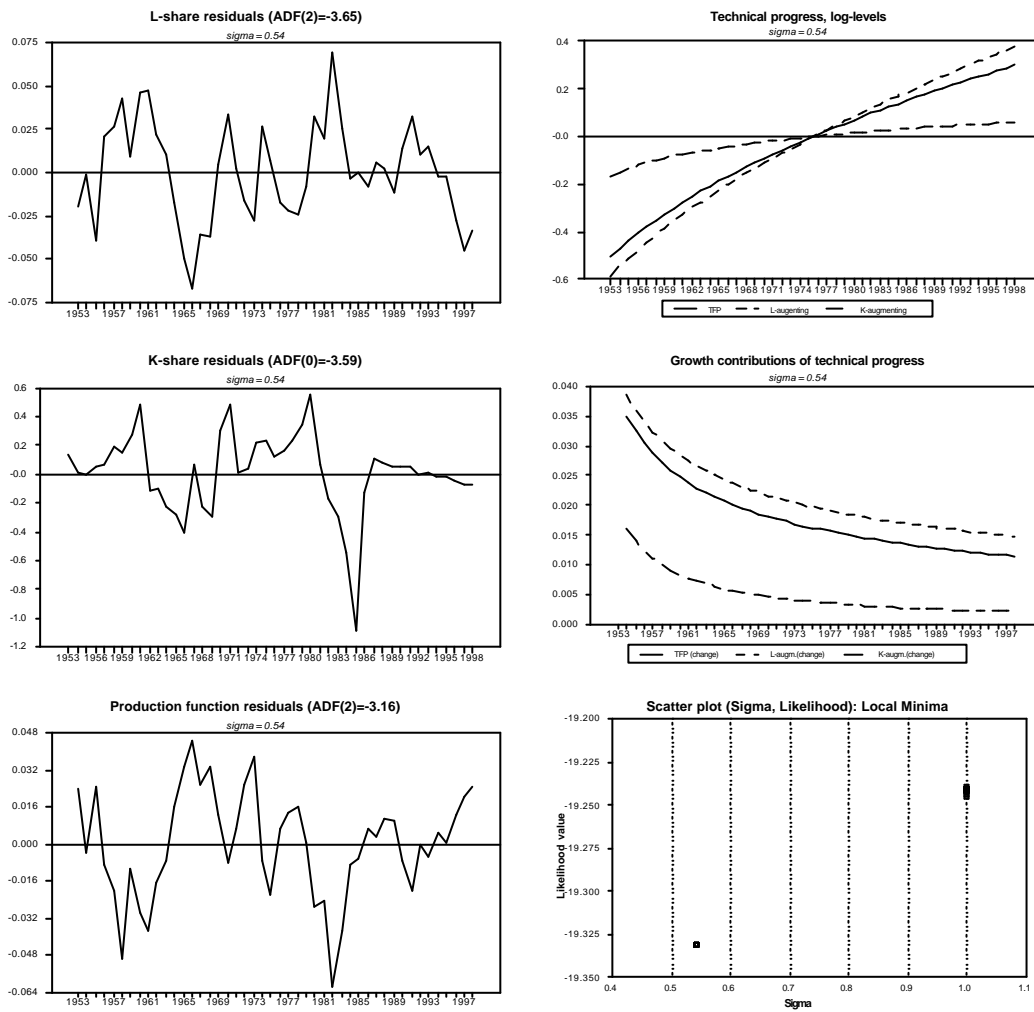 L-share residuals (ADF(2)=-3.65)
sigma = 0.54
0.075
0.050
0.025
0.000
-0.025
-0.050
-0.075
1953 1957 1961 1965 1969 1973 1977 1981 1985 1989 1993 1997
Technical progress, log-levels
sigma = 0.54
0.4
0.2
-0.0
-0.2
-0.4
-0.6
1953 1956 1959 1962 1965 1968 1971 1974 1977 1980 1983 1986 1989 1992 1995 1998
TFP L-augenting K-augmenting
K-share residuals (ADF(0)=-3.59)
sigma = 0.54
0.6
0.4
0.2
-0.0
-0.2
-0.4
-0.6
-0.8
-1.0
-1.2
1953 1956 1959 1962 1965 1968 1971 1974 1977 1980 1983 1986 1989 1992 1995 1998
Growth contributions of technical progress
sigma = 0.54
0.040
0.035
0.030
0.025
0.020
0.015
0.010
0.005
0.000
1953 1957 1961 1965 1969 1973 1977 1981 1985 1989 1993 1997
TFP (change) L-augm.(change) K-augm.(change)
Production function residuals (ADF(2)=-3.16)
sigma = 0.54
0.048
0.032
0.016
0.000
-0.016
-0.032
-0.048
-0.064
1953 1957 1961 1965 1969 1973 1977 1981 1985 1989 1993 1997
Scatter plot (Sigma, Likelihood): Local Minima
Likelihood value
-19.200
-19.225
-19.250
-19.275
-19.300
-19.325
-19.350
0.4 0.5 0.6 0.7 0.8 0.9 1.0 1.1
Sigma